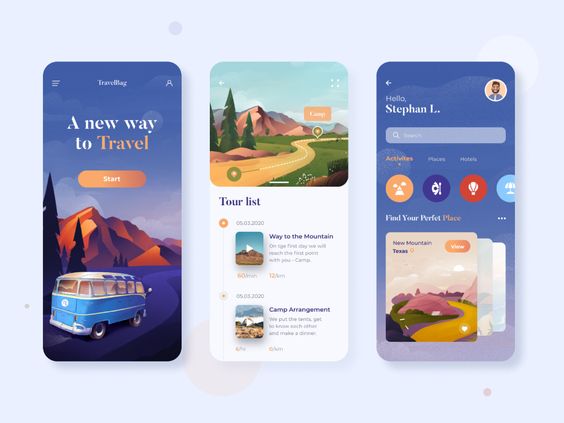 TravelBag
A new way
to Travel
Start
Camp
Tour list
05.03.2020
Way to the Mountain
On tge first day we will
reach the first point
with you - Camp.
60/min 12/km
05.03.2020
Camp Arrangement
We put the tents, get
to know each other
and make a dinner.
6/hr 0/km
Hello,
Stephan L.
Search
Activites Places Hotels
Find Your Perfet Place
New Mountain
Texas
View